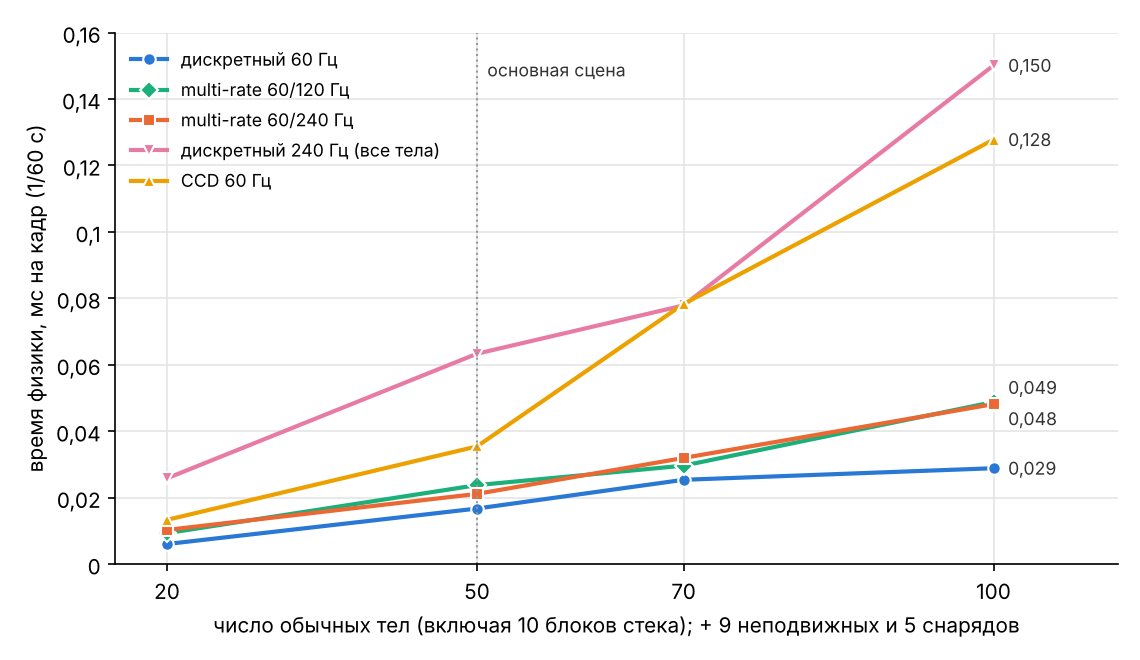 0,16
0,14
0,12
0,1
0,08
0,06
0,04
0,02
0
время физики, мс на кадр (1/60 с)
дискретный 60 Гц
multi-rate 60/120 Гц
multi-rate 60/240 Гц
дискретный 240 Гц (все тела)
CCD 60 Гц
основная сцена
0,150
0,128
0,049
0,048
0,029
20 50 70 100
число обычных тел (включая 10 блоков стека); + 9 неподвижных и 5 снарядов